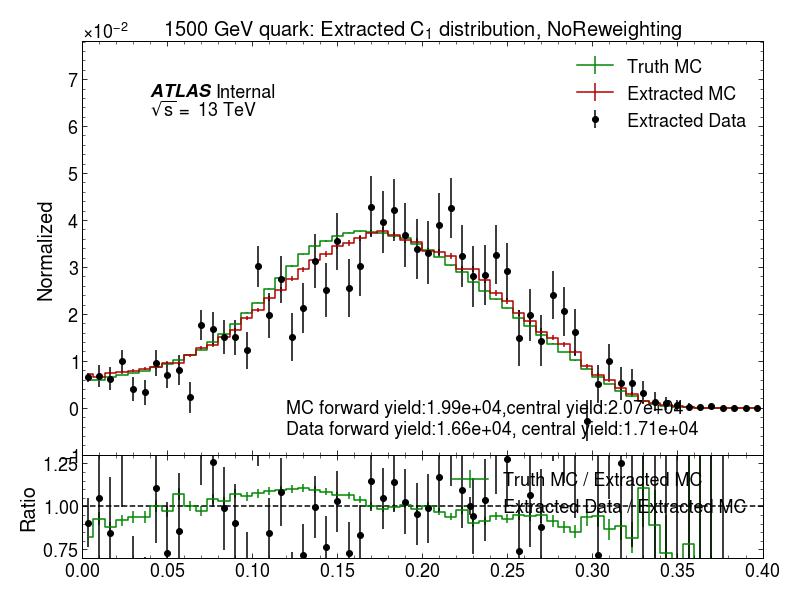 ×10⁻² 1500 GeV quark: Extracted C₁ distribution, NoReweighting
ATLAS Internal
√s = 13 TeV
Truth MC
Extracted MC
Extracted Data
Normalized
7
6
5
4
3
2
1
0
MC forward yield:1.99e+04,central yield:2.07e+04
Data forward yield:1.66e+04, central yield:1.71e+04
Truth MC / Extracted MC
Extracted Data / Extracted MC
Ratio
1.25
1.00
0.75
0.00 0.05 0.10 0.15 0.20 0.25 0.30 0.35 0.40